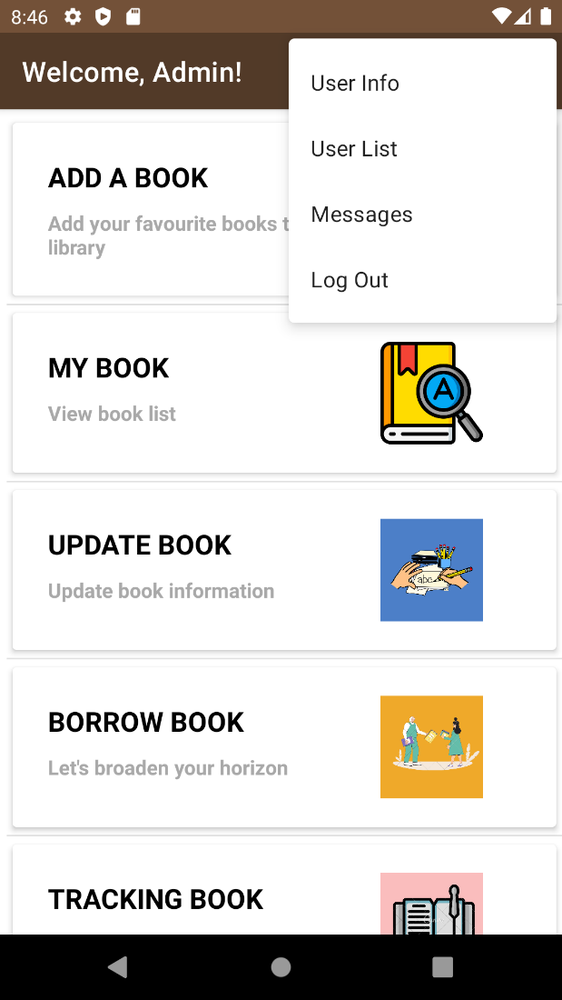 8:46
Welcome, Admin!
User Info
User List
Messages
Log Out
ADD A BOOK
Add your favourite books t
library
MY BOOK
View book list
A
UPDATE BOOK
Update book information
abc
BORROW BOOK
Let's broaden your horizon
TRACKING BOOK